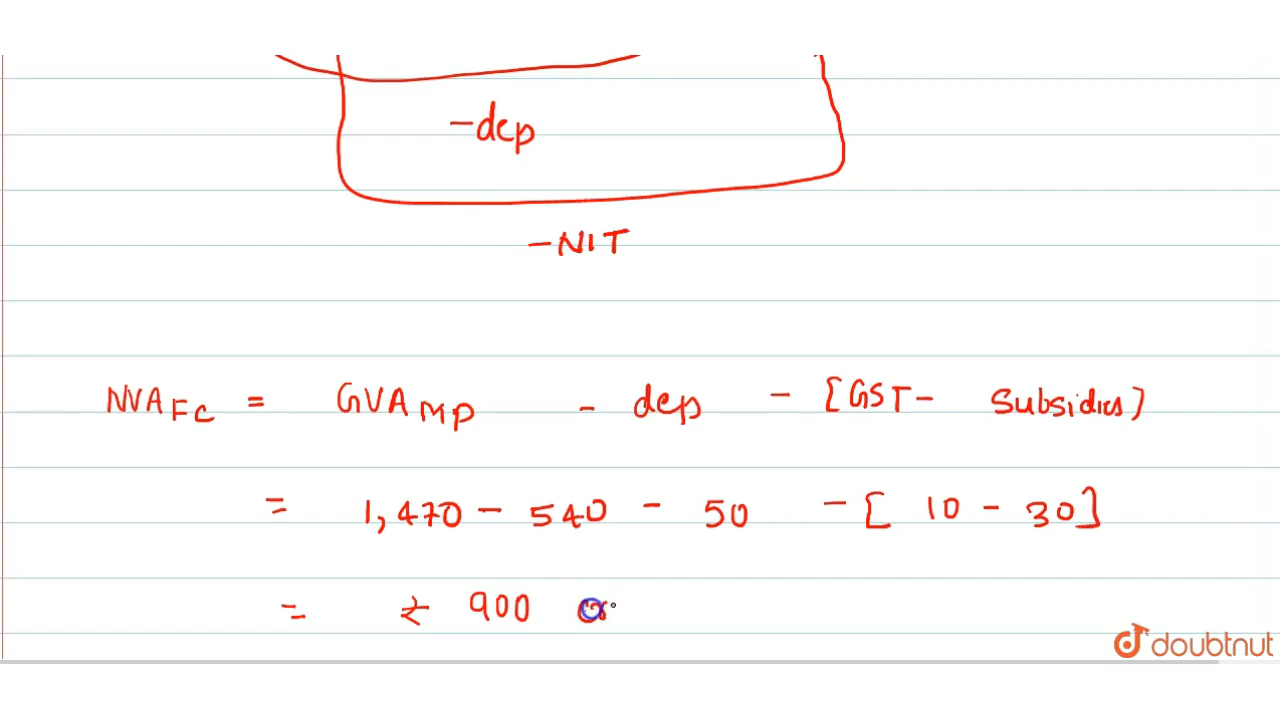 -dep
-NIT
NVA FC = GVA MP - dep - [GST - Subsidies]
= 1,470 - 540 - 50 - [10 - 30]
= ₹ 900
doubtnut